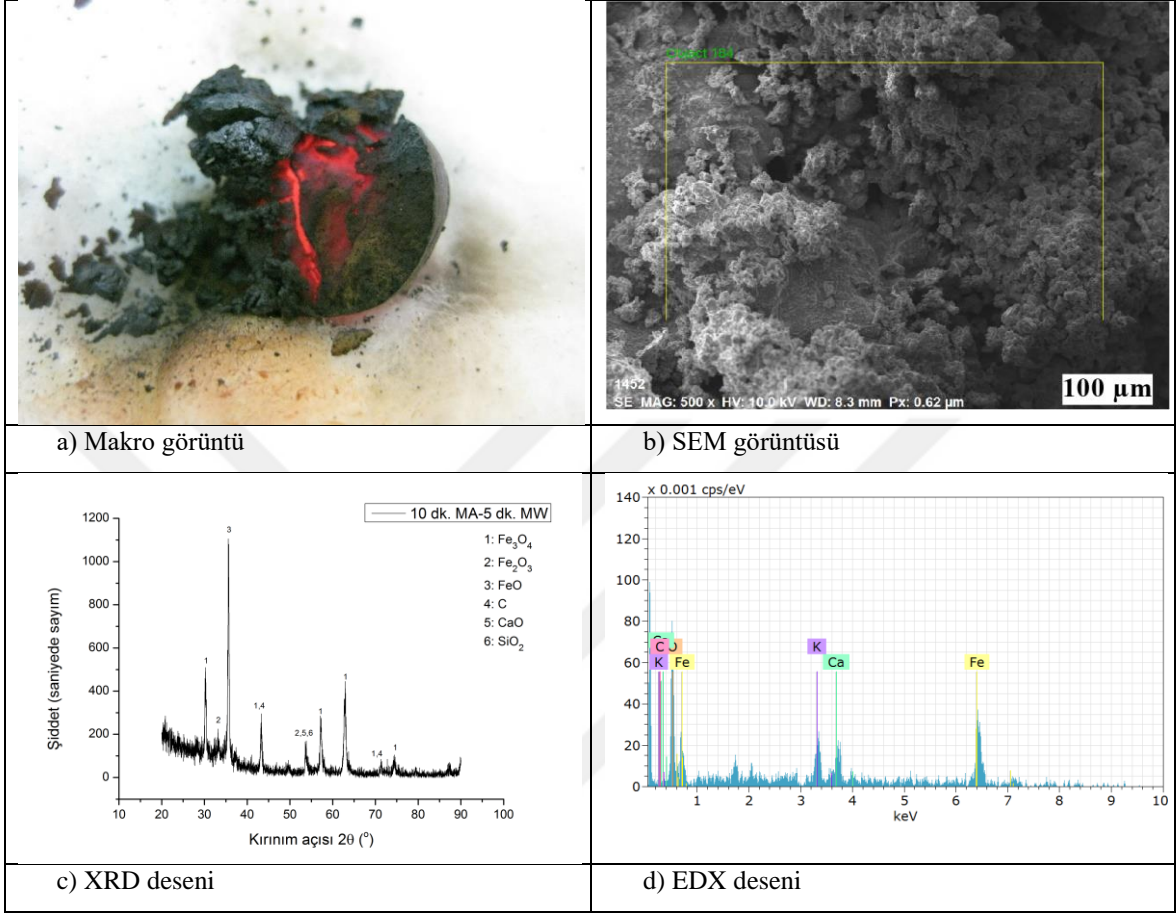 Object 184
1452
SE MAG: 500 x HV: 10.0 kV WD: 8.3 mm Px: 0.62 µm
100 µm
a) Makro görüntü
b) SEM görüntüsü
10 dk. MA-5 dk. MW
1: Fe3O4
2: Fe2O3
3: FeO
4: C
5: CaO
6: SiO2
Şiddet (saniyede sayım)
1200
1000
800
600
400
200
0
1
2
3
1,4
2,5,6
1
1
1,4
1
10 20 30 40 50 60 70 80 90 100
Kırınım açısı 2θ (°)
x 0.001 cps/eV
140
120
100
80
60
40
20
0
C
K Fe
K
Ca
Fe
1 2 3 4 5 6 7 8 9 10
keV
c) XRD deseni
d) EDX deseni